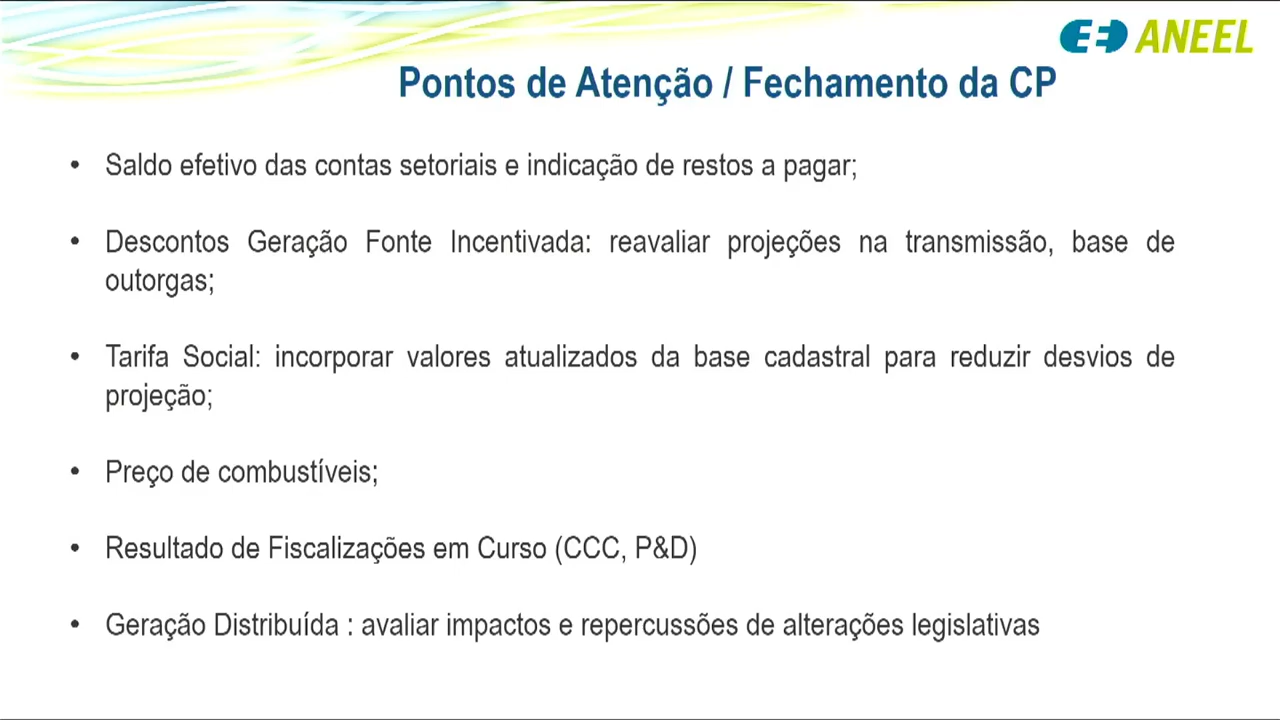 ANEEL
Pontos de Atenção / Fechamento da CP
• Saldo efetivo das contas setoriais e indicação de restos a pagar;
• Descontos Geração Fonte Incentivada: reavaliar projeções na transmissão, base de
outorgas;
• Tarifa Social: incorporar valores atualizados da base cadastral para reduzir desvios de
projeção;
• Preço de combustíveis;
• Resultado de Fiscalizações em Curso (CCC, P&D)
• Geração Distribuída : avaliar impactos e repercussões de alterações legislativas